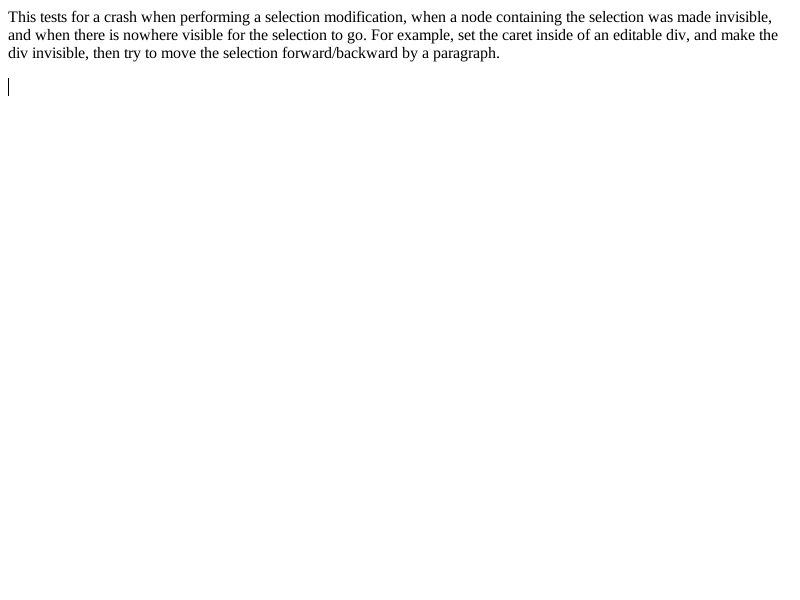 This tests for a crash when performing a selection modification, when a node containing the selection was made invisible,
and when there is nowhere visible for the selection to go. For example, set the caret inside of an editable div, and make the
div invisible, then try to move the selection forward/backward by a paragraph.